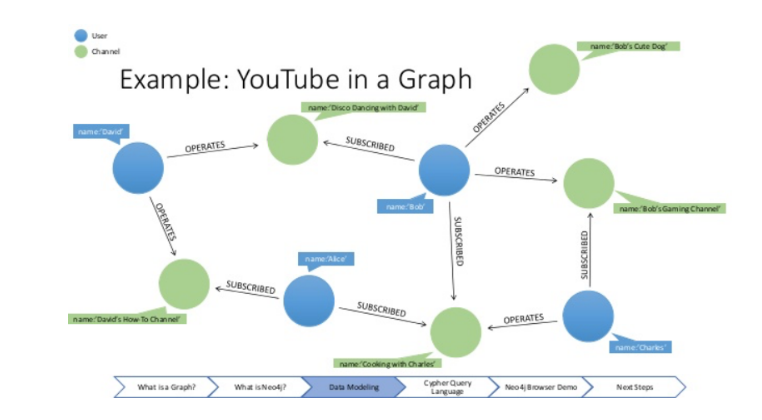 User
Channel
name:'Bob's Cute Dog'
Example: YouTube in a Graph
name:'Disco Dancing with David'
name:'David'
OPERATES
SUBSCRIBED
OPERATES
OPERATES
name:'Bob'
name:'Bob's Gaming Channel'
OPERATES
SUBSCRIBED
SUBSCRIBED
name:'Alice'
SUBSCRIBED
SUBSCRIBED
OPERATES
name:'David's How-To Channel'
name:'Charles'
name:'Cooking with Charles'
What is a Graph?
What is Neo4j?
Data Modeling
Cypher Query
Language
Neo4j Browser Demo
Next Steps